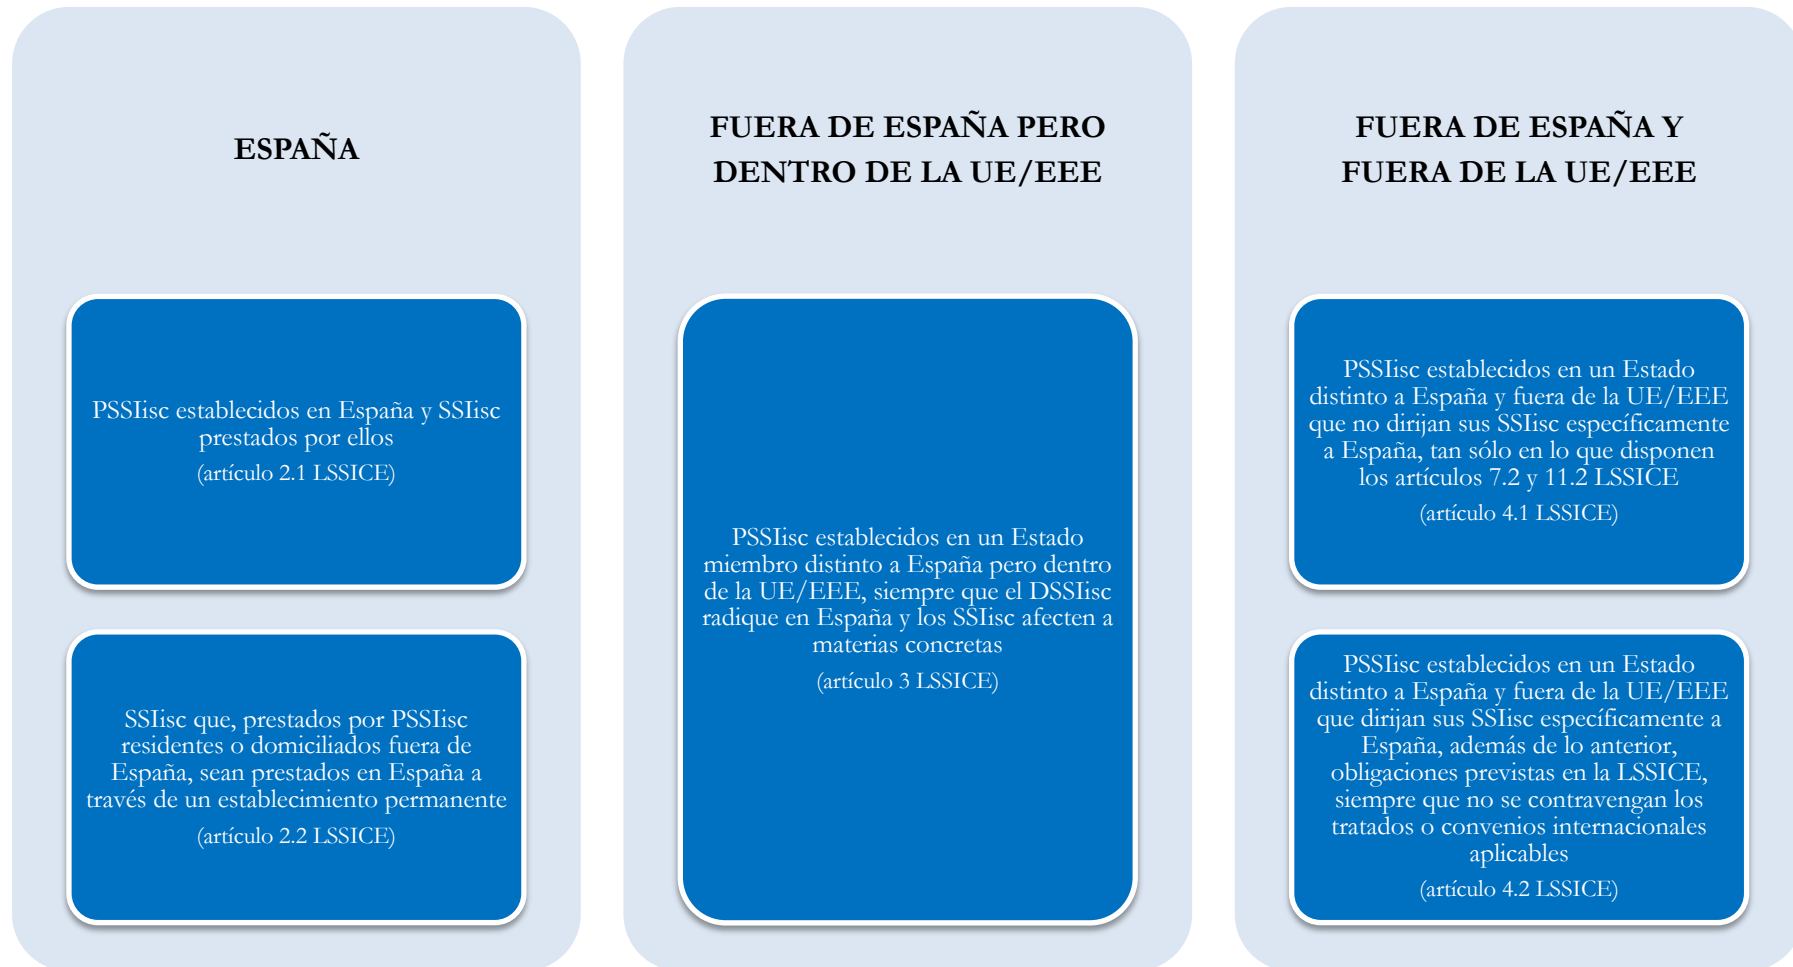 ESPAÑA
PSSIisc establecidos en España y SSIisc
prestados por ellos
(artículo 2.1 LSSICE)
SSIisc que, prestados por PSSIisc
residentes o domiciliados fuera de
España, sean prestados en España a
través de un establecimiento permanente
(artículo 2.2 LSSICE)
FUERA DE ESPAÑA PERO
DENTRO DE LA UE/EEE
PSSIisc establecidos en un Estado
miembro distinto a España pero dentro
de la UE/EEE, siempre que el DSSIisc
radique en España y los SSIisc afecten a
materias concretas
(artículo 3 LSSICE)
FUERA DE ESPAÑA Y
FUERA DE LA UE/EEE
PSSIisc establecidos en un Estado
distinto a España y fuera de la UE/EEE
que no dirijan sus SSIisc específicamente
a España, tan sólo en lo que disponen
los artículos 7.2 y 11.2 LSSICE
(artículo 4.1 LSSICE)
PSSIisc establecidos en un Estado
distinto a España y fuera de la UE/EEE
que dirijan sus SSIisc específicamente a
España, además de lo anterior,
obligaciones previstas en la LSSICE,
siempre que no se contravengan los
tratados o convenios internacionales
aplicables
(artículo 4.2 LSSICE)